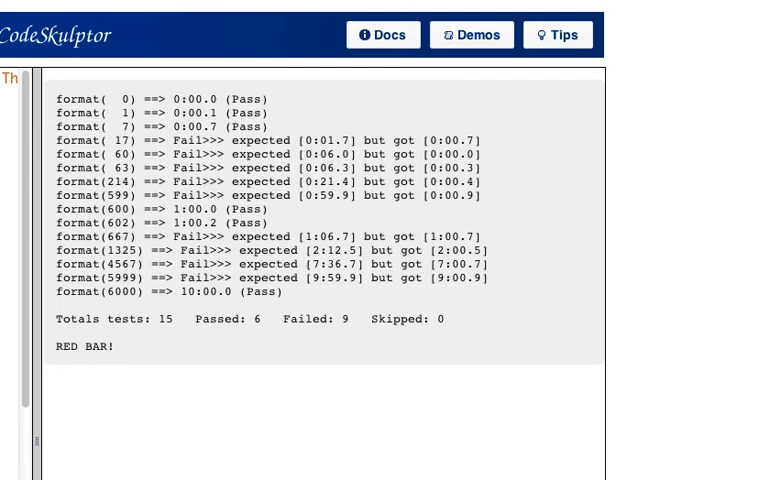 CodeSkulptor
Docs
Demos
Tips
Th
format(  0) ==> 0:00.0 (Pass)
format(  1) ==> 0:00.1 (Pass)
format(  7) ==> 0:00.7 (Pass)
format( 17) ==> Fail>>> expected [0:01.7] but got [0:00.7]
format( 60) ==> Fail>>> expected [0:06.0] but got [0:00.0]
format( 63) ==> Fail>>> expected [0:06.3] but got [0:00.3]
format(214) ==> Fail>>> expected [0:21.4] but got [0:00.4]
format(599) ==> Fail>>> expected [0:59.9] but got [0:00.9]
format(600) ==> 1:00.0 (Pass)
format(602) ==> 1:00.2 (Pass)
format(667) ==> Fail>>> expected [1:06.7] but got [1:00.7]
format(1325) ==> Fail>>> expected [2:12.5] but got [2:00.5]
format(4567) ==> Fail>>> expected [7:36.7] but got [7:00.7]
format(5999) ==> Fail>>> expected [9:59.9] but got [9:00.9]
format(6000) ==> 10:00.0 (Pass)
Totals tests: 15   Passed: 6   Failed: 9   Skipped: 0
RED BAR!